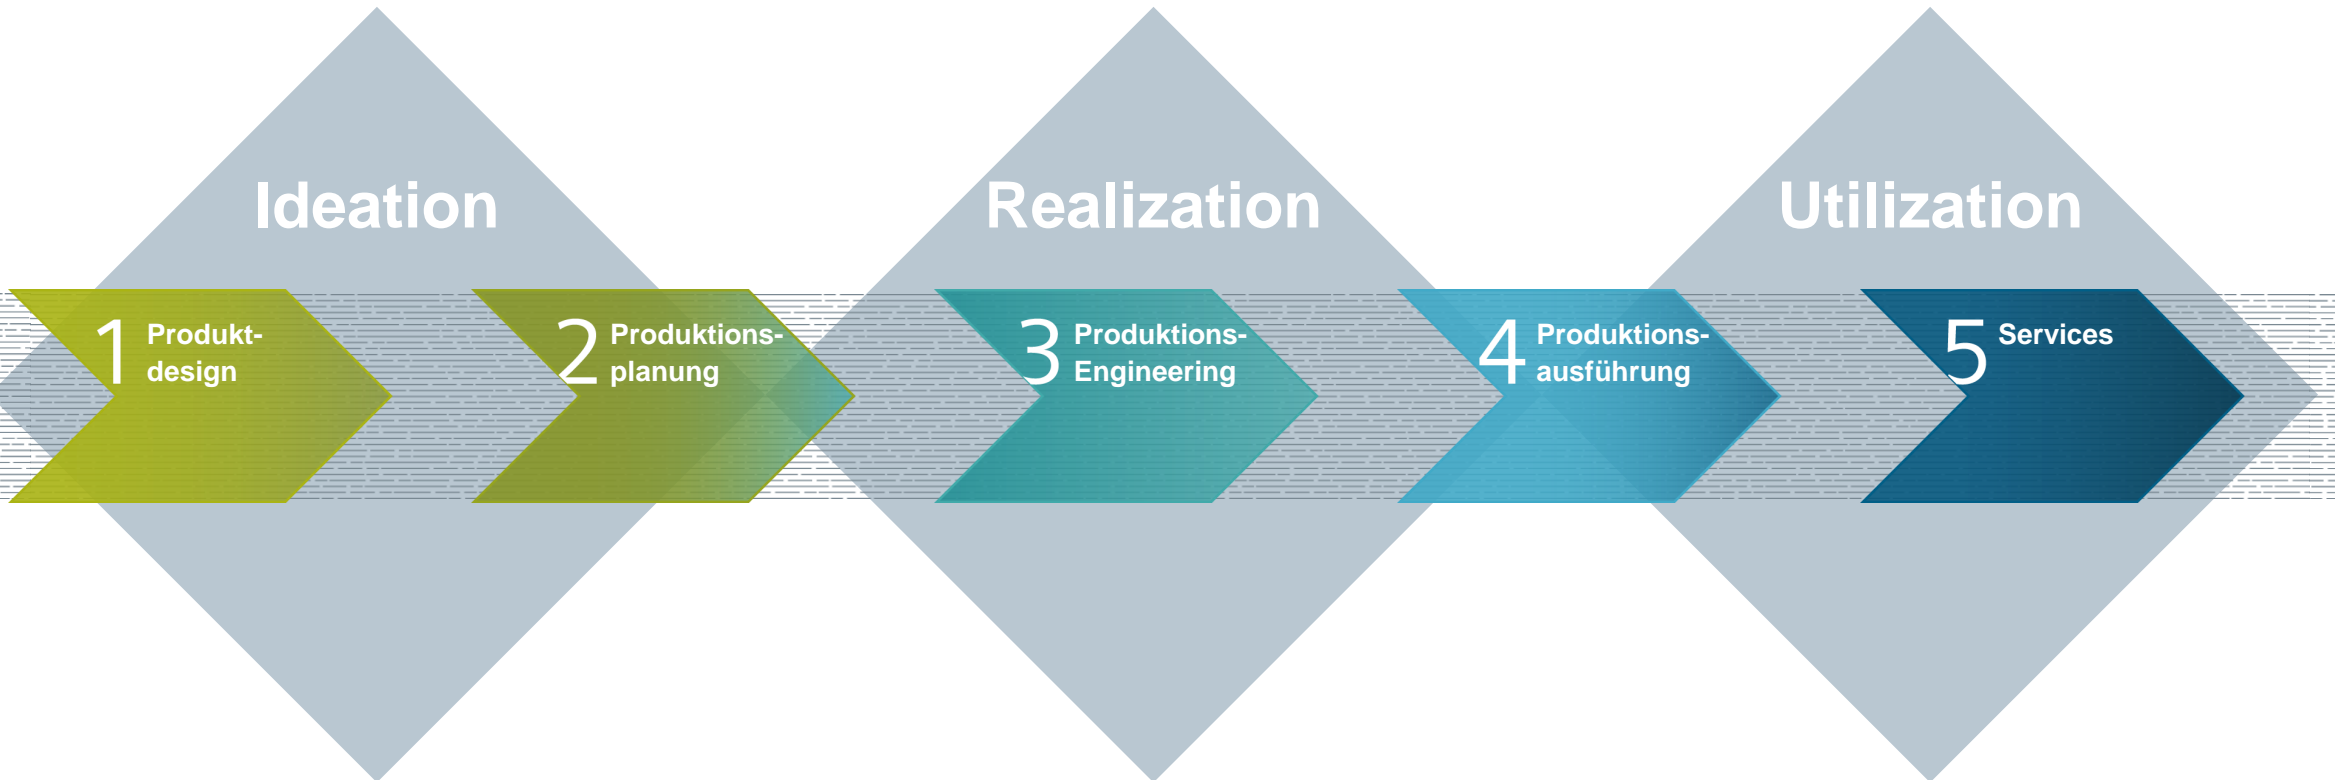 Ideation
Realization
Utilization
1 Produkt-
design
2 Produktions-
planung
3 Produktions-
Engineering
4 Produktions-
ausführung
5 Services